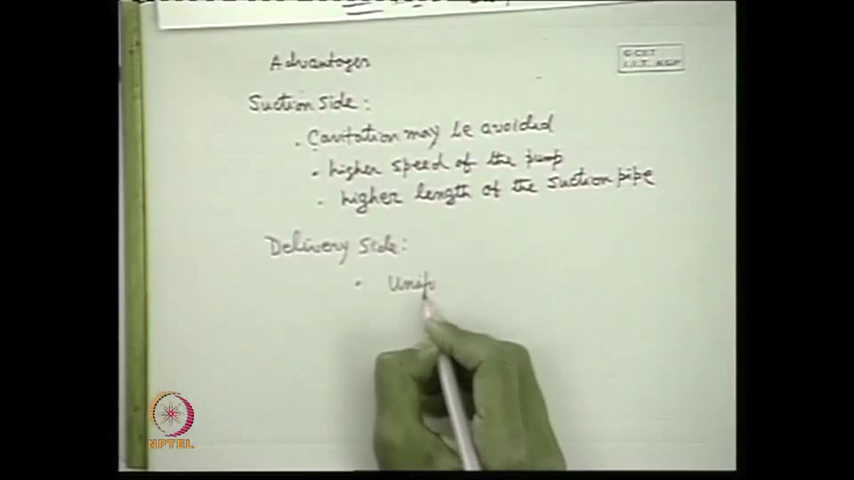 © CET
I.I.T. KGP
Advantages
Suction side:
. Cavitation may be avoided
. higher speed of the pump
. higher length of the suction pipe
Delivery side:
. Unif
NPTEL